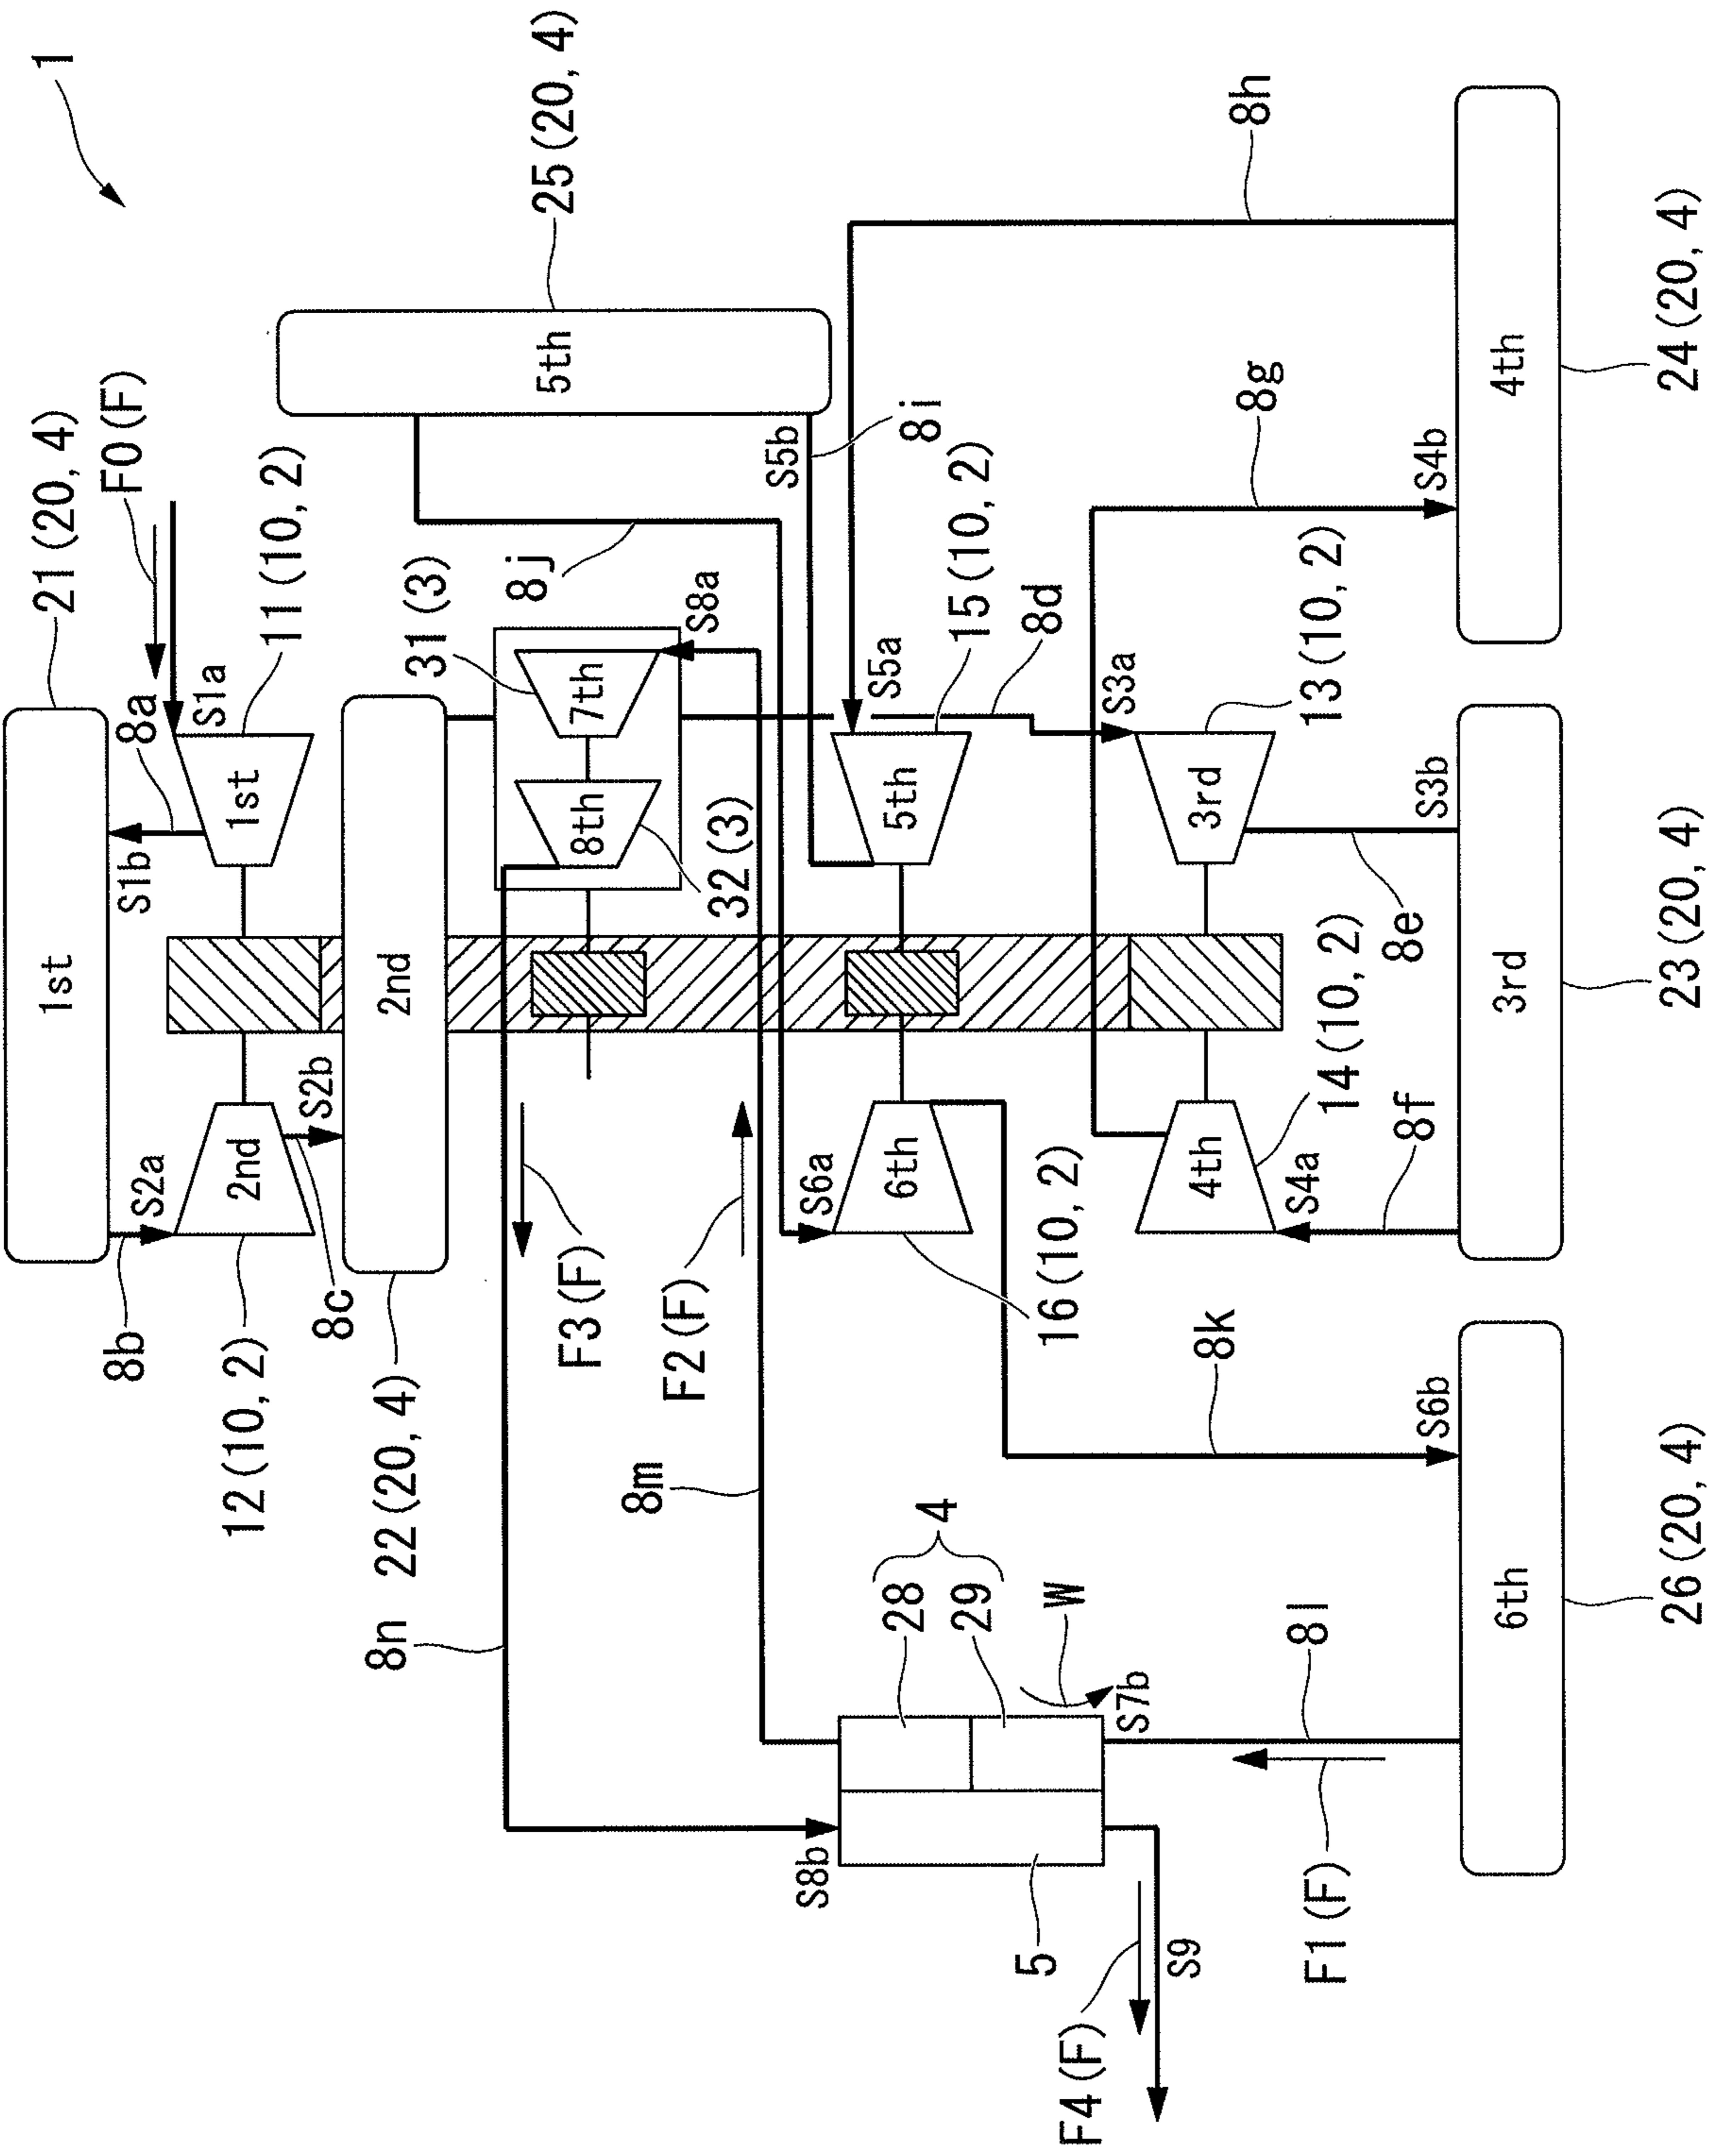 1
25(20, 4)
8h
21(20, 4)
F0(F)
8a
S1a
11(10, 2)
1st
1st
S1b
S2a
8b
2nd
S2b
8c
12(10, 2)
2nd
22(20, 4)
5th
S5b
8i
8j
31(3)
S8a
7th
8th
32(3)
S5a
15(10, 2)
5th
8d
S3a
13(10, 2)
3rd
S3b
8e
8g
S4b
4th
24(20, 4)
3rd
23(20, 4)
F3(F)
F2(F)
S6a
6th
16(10, 2)
4th
S4a
14(10, 2)
8f
8n
8m
8k
S6b
6th
26(20, 4)
4
28
29
W
S7b
8l
F1(F)
S8b
5
S9
F4(F)